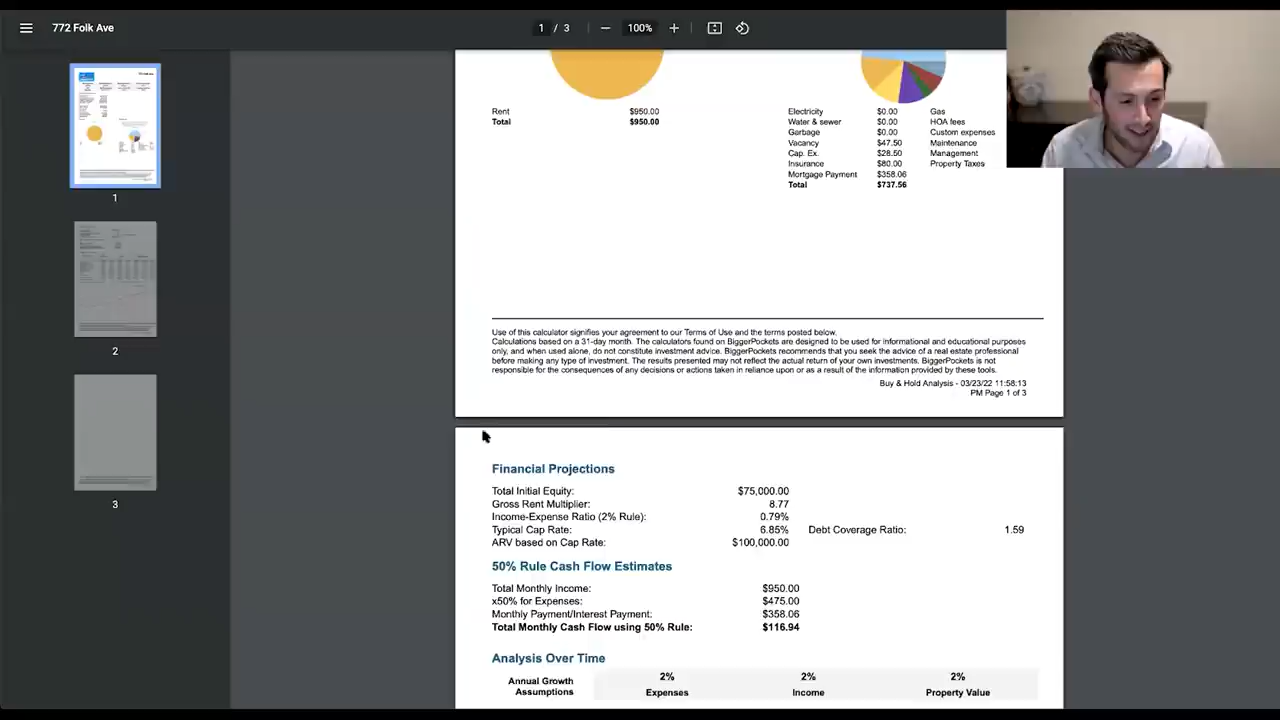 772 Folk Ave
1 / 3
100%
Rent $950.00
Total $950.00
Electricity $0.00 Gas
Water & sewer $0.00 HOA fees
Garbage $0.00 Custom expenses
Vacancy $47.50 Maintenance
Cap. Ex. $28.50 Management
Insurance $80.00 Property Taxes
Mortgage Payment $358.06
Total $737.56
Use of this calculator signifies your agreement to our Terms of Use and the terms posted below.
Calculations based on a 31-day month. The calculators found on BiggerPockets are designed to be used for informational and educational purposes
only, and when used alone, do not constitute investment advice. BiggerPockets recommends that you seek the advice of a real estate professional
before making any type of investment. The results presented may not reflect the actual return of your own investments. BiggerPockets is not
responsible for the consequences of any decisions or actions taken in reliance upon or as a result of the information provided by these tools.
Buy & Hold Analysis - 03/23/22 11:58:13
PM Page 1 of 3
1
2
3
Financial Projections
Total Initial Equity: $75,000.00
Gross Rent Multiplier: 8.77
Income-Expense Ratio (2% Rule): 0.79%
Typical Cap Rate: 6.85% Debt Coverage Ratio: 1.59
ARV based on Cap Rate: $100,000.00
50% Rule Cash Flow Estimates
Total Monthly Income: $950.00
x50% for Expenses: $475.00
Monthly Payment/Interest Payment: $358.06
Total Monthly Cash Flow using 50% Rule: $116.94
Analysis Over Time
Annual Growth Assumptions
2% 2% 2%
Expenses Income Property Value